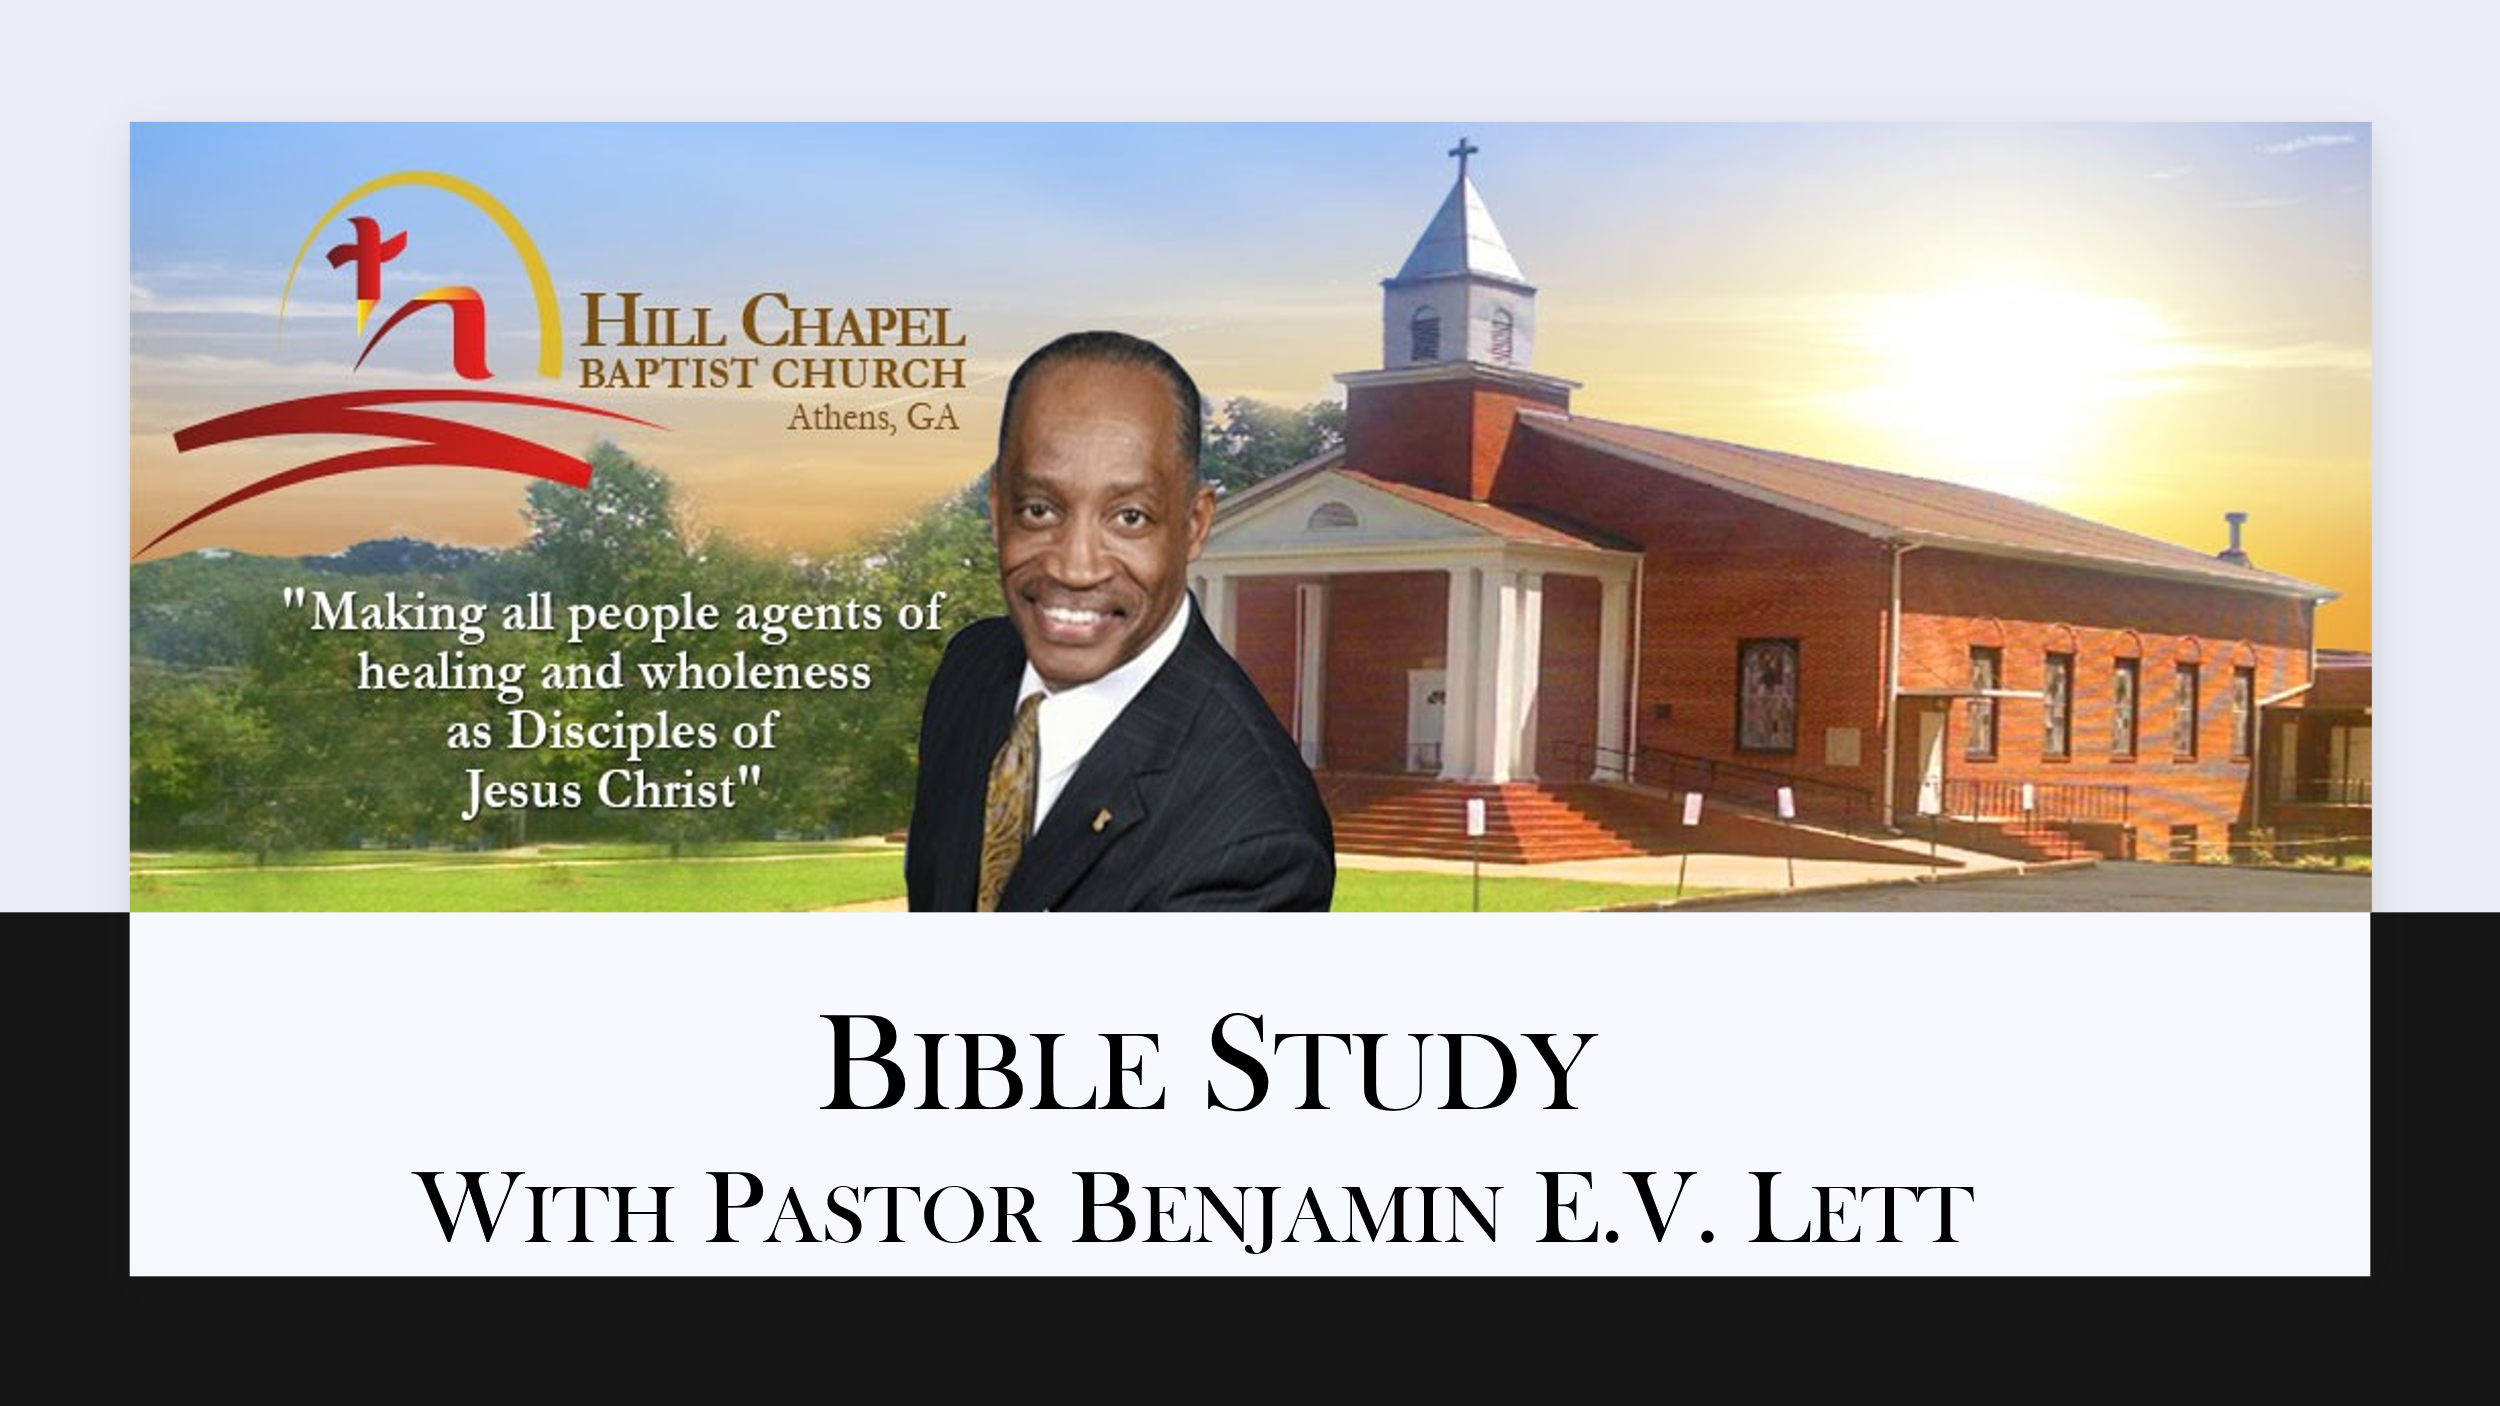 HILL CHAPEL
BAPTIST CHURCH
Athens, GA
"Making all people agents of
healing and wholeness
as Disciples of
Jesus Christ"
BIBLE STUDY
WITH PASTOR BENJAMIN E.V. LETT